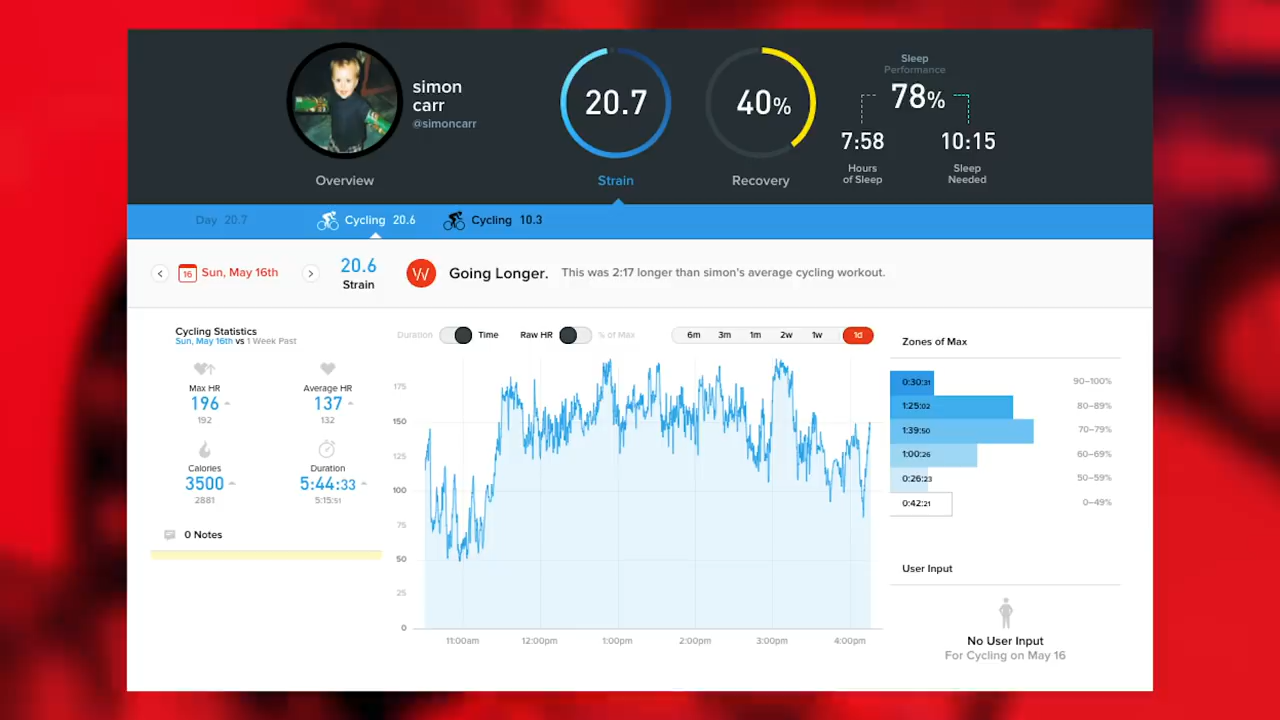 simon
carr
@simoncarr
Overview
20.7
Strain
40%
Recovery
Sleep
Performance
78%
7:58
Hours
of Sleep
10:15
Sleep
Needed
Day 20.7
Cycling 20.6
Cycling 10.3
16 Sun, May 16th
20.6
Strain
W Going Longer. This was 2:17 longer than simon's average cycling workout.
Cycling Statistics
Sun, May 16th vs 1 Week Past
Max HR
196
192
Average HR
137
132
Calories
3500
2881
Duration
5:44:33
5:15:51
0 Notes
Duration Time Raw HR % of Max 6m 3m 1m 2w 1w 1d
175
150
125
100
75
50
25
0
11:00am 12:00pm 1:00pm 2:00pm 3:00pm 4:00pm
Zones of Max
0:30:31 90–100%
1:25:02 80–89%
1:39:50 70–79%
1:00:26 60–69%
0:26:23 50–59%
0:42:21 0–49%
User Input
No User Input
For Cycling on May 16